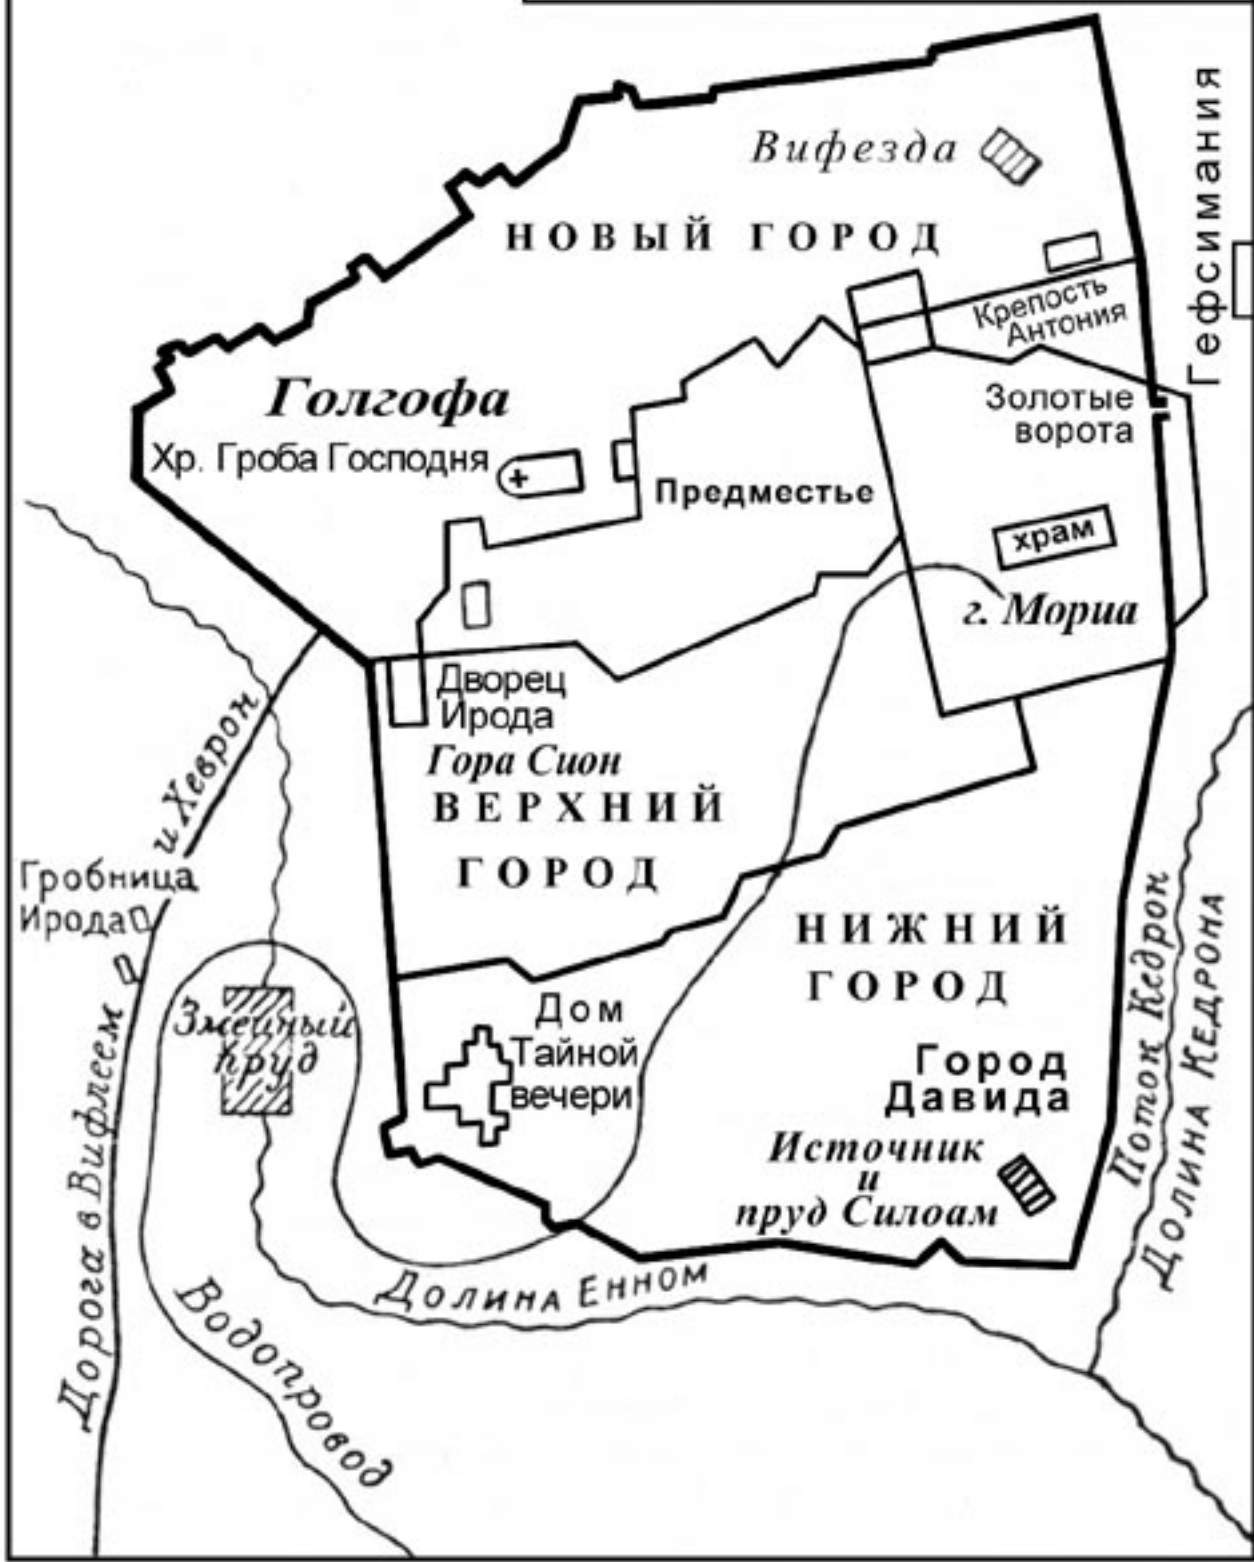 Вифезда
НОВЫЙ ГОРОД
Гефсимания
Крепость
Антония
Голгофа
Хр. Гроба Господня
Золотые
ворота
Предместье
храм
г. Мориа
Дворец
Ирода
Гора Сион
ВЕРХНИЙ
ГОРОД
и Хеврон
Гробница
Ирода
НИЖНИЙ
ГОРОД
Змеиный
пруд
Дом
Тайной
вечери
Город
Давида
Источник
и
пруд Силоам
Поток Кедрон
Долина Кедрона
Долина Енном
Дорога в Вифлеем
Водопровод